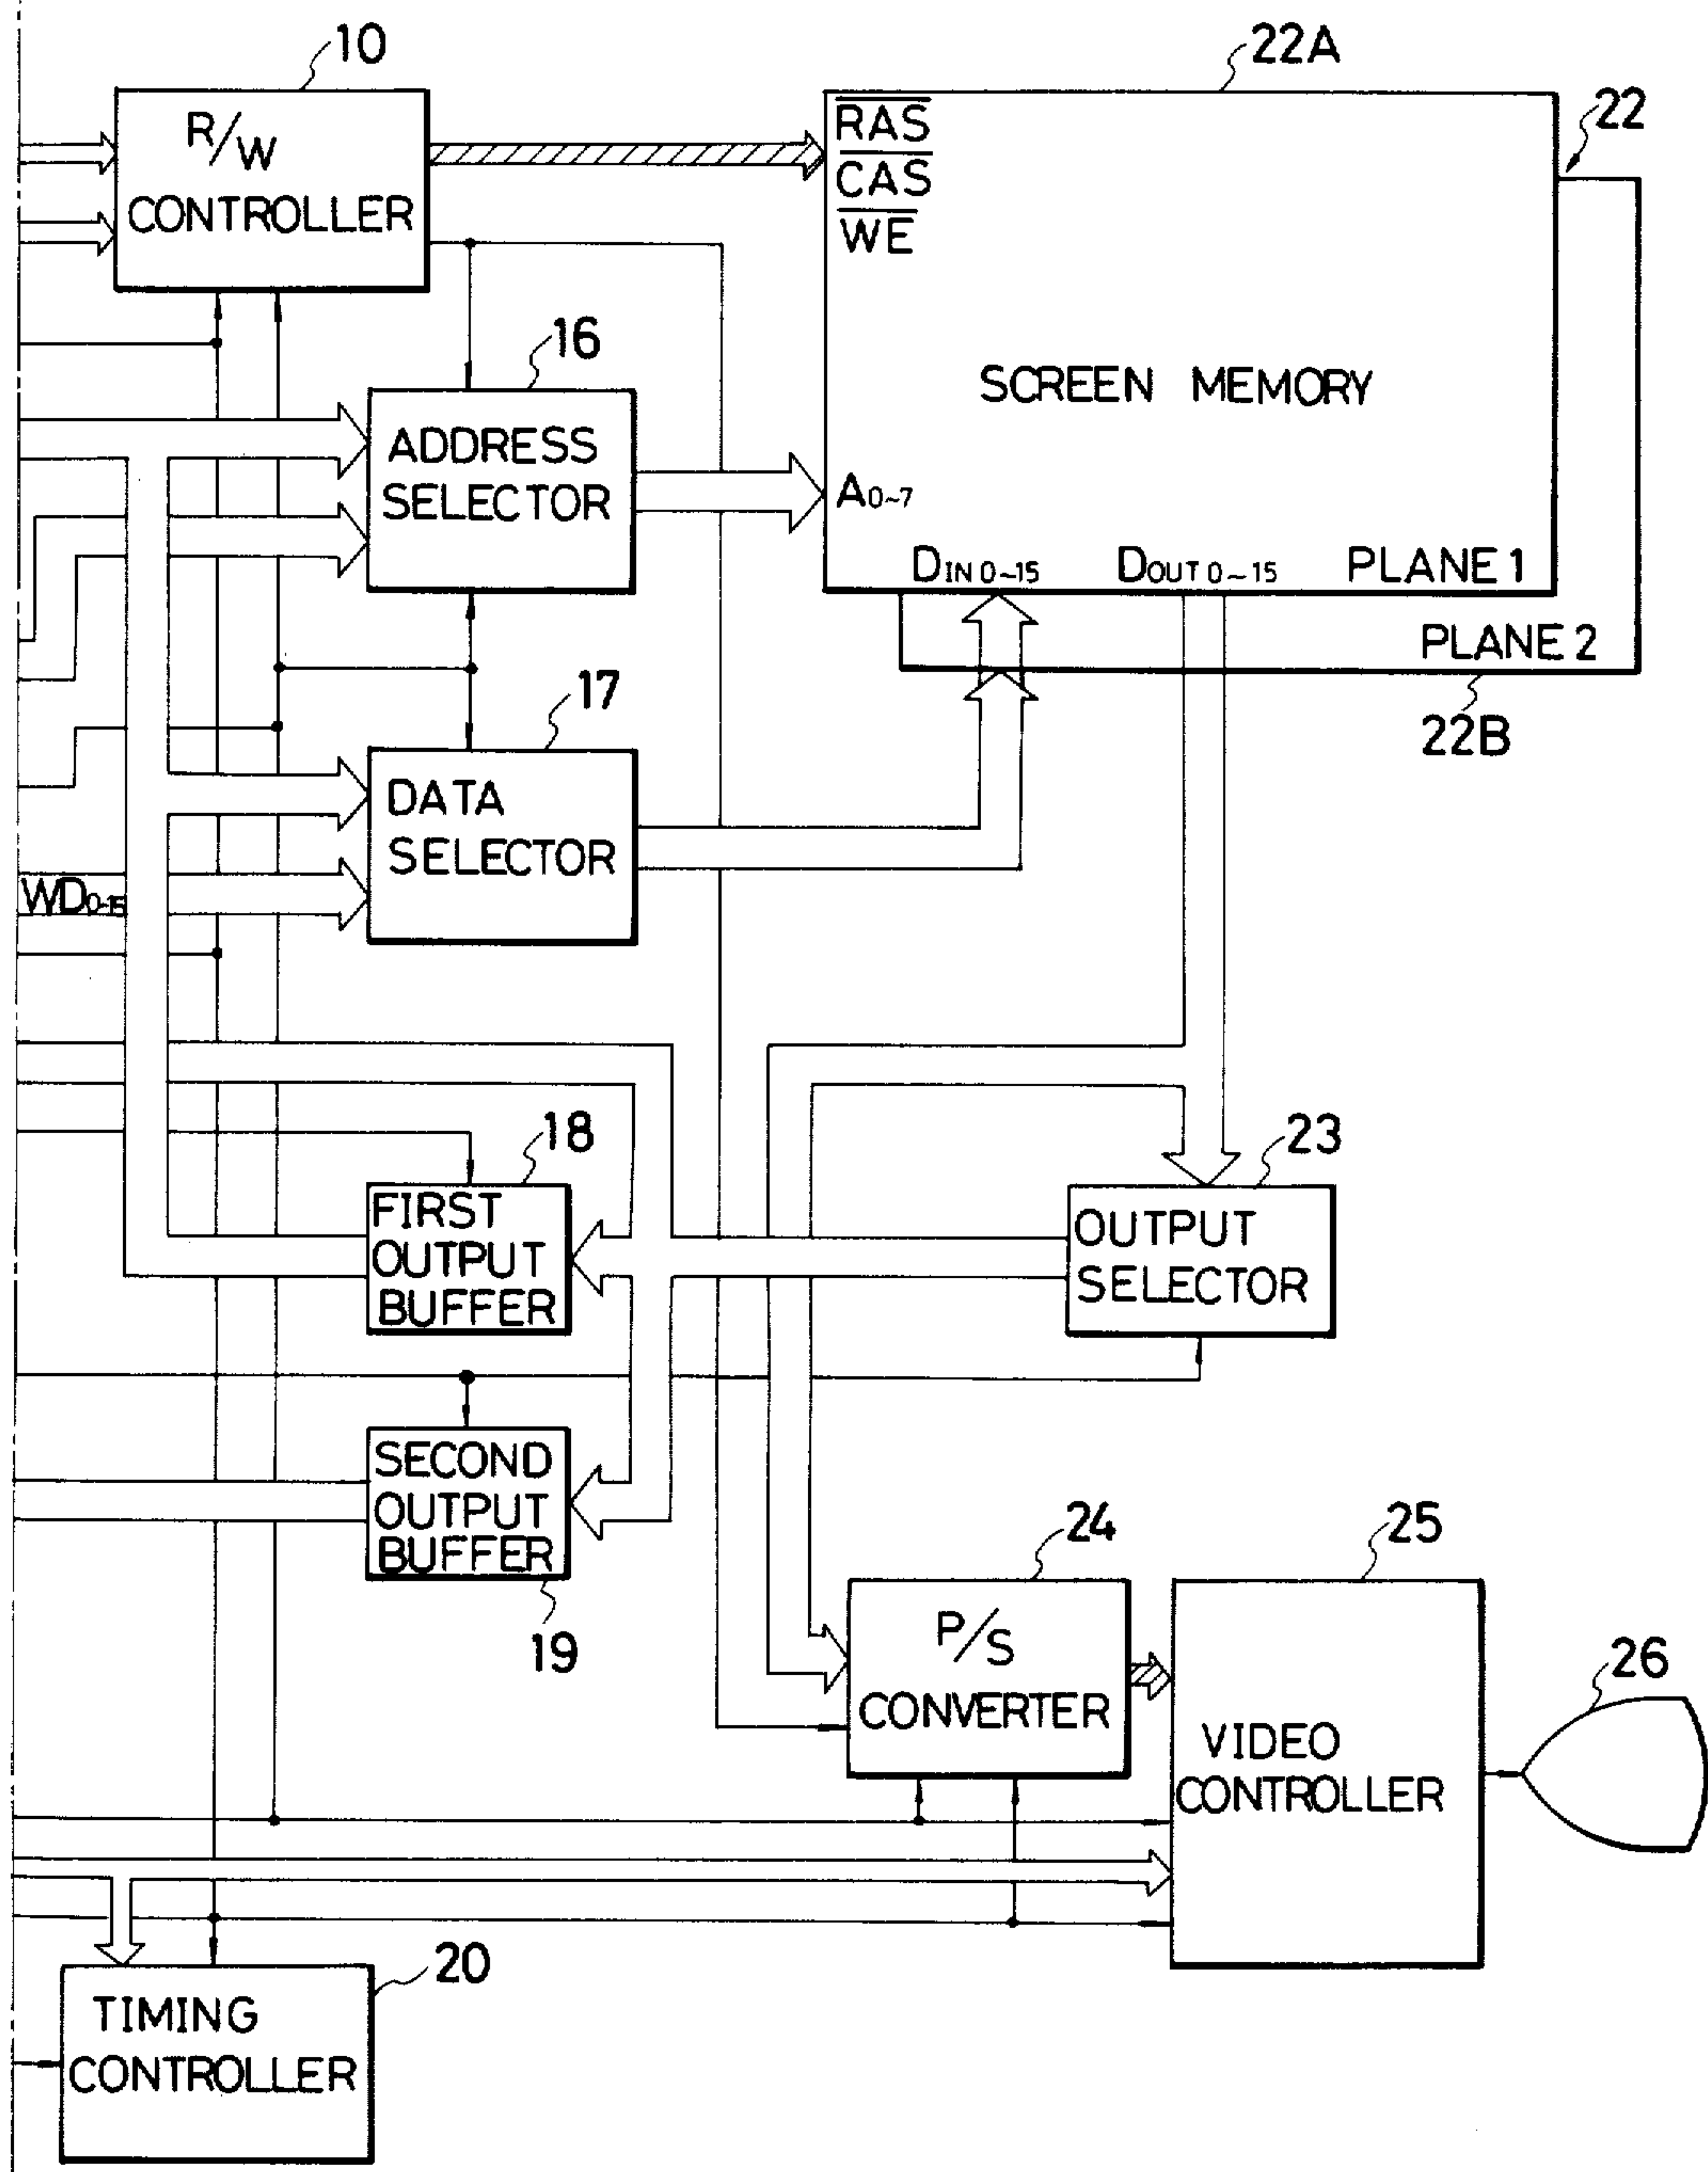 10
R/W
CONTROLLER
22A
22
RAS
CAS
WE
SCREEN MEMORY
A0~7
DIN 0~15
DOUT 0~15
PLANE 1
PLANE 2
22B
16
ADDRESS
SELECTOR
17
DATA
SELECTOR
WD0-15
18
FIRST
OUTPUT
BUFFER
23
OUTPUT
SELECTOR
SECOND
OUTPUT
BUFFER
19
24
P/S
CONVERTER
25
VIDEO
CONTROLLER
26
20
TIMING
CONTROLLER